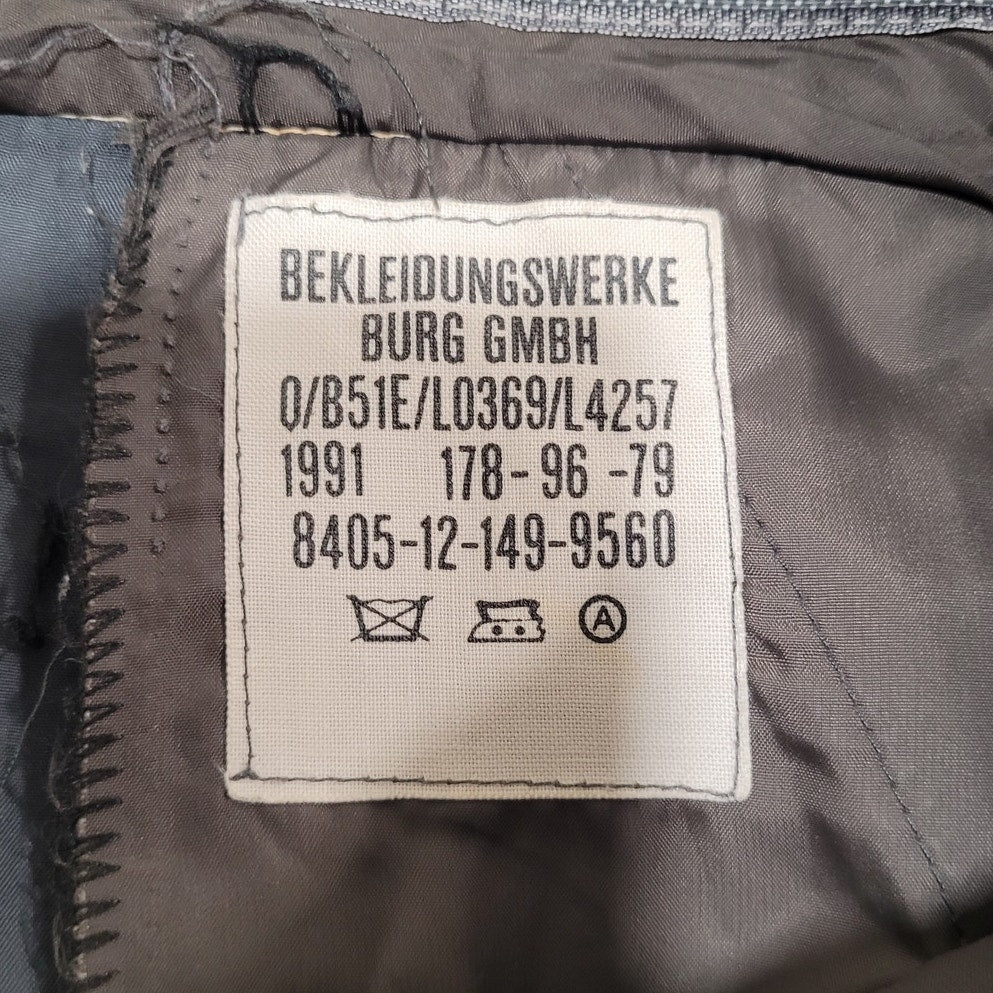 BEKLEIDUNGSWERKE
BURG GMBH
0/B51E/L0369/L4257
1991 178-96-79
8405-12-149-9560
A